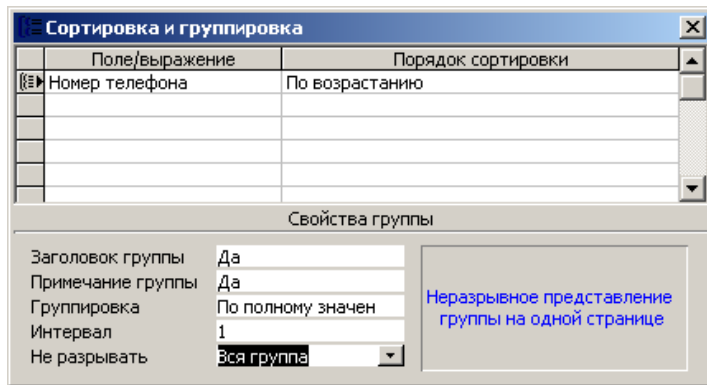 Сортировка и группировка
Поле/выражение Порядок сортировки
Номер телефона По возрастанию
Свойства группы
Заголовок группы Да
Примечание группы Да
Группировка По полному значен
Интервал 1
Не разрывать Вся группа
Неразрывное представление
группы на одной странице